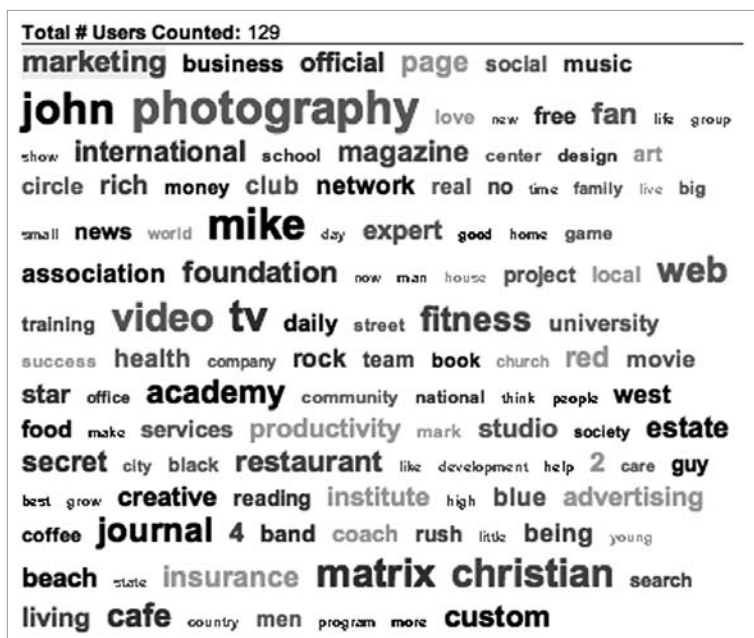 Total # Users Counted: 129
marketing business official page social music
john photography love new free fan life group
show international school magazine center design art
circle rich money club network real no time family live big
small news world mike day expert good home game
association foundation now man house project local web
training video tv daily street fitness university
success health company rock team book church red movie
star office academy community national think people west
food make services productivity mark studio society estate
secret city black restaurant like development help 2 care guy
best grow creative reading institute high blue advertising
coffee journal 4 band coach rush little being young
beach state insurance matrix christian search
living cafe country men program more custom